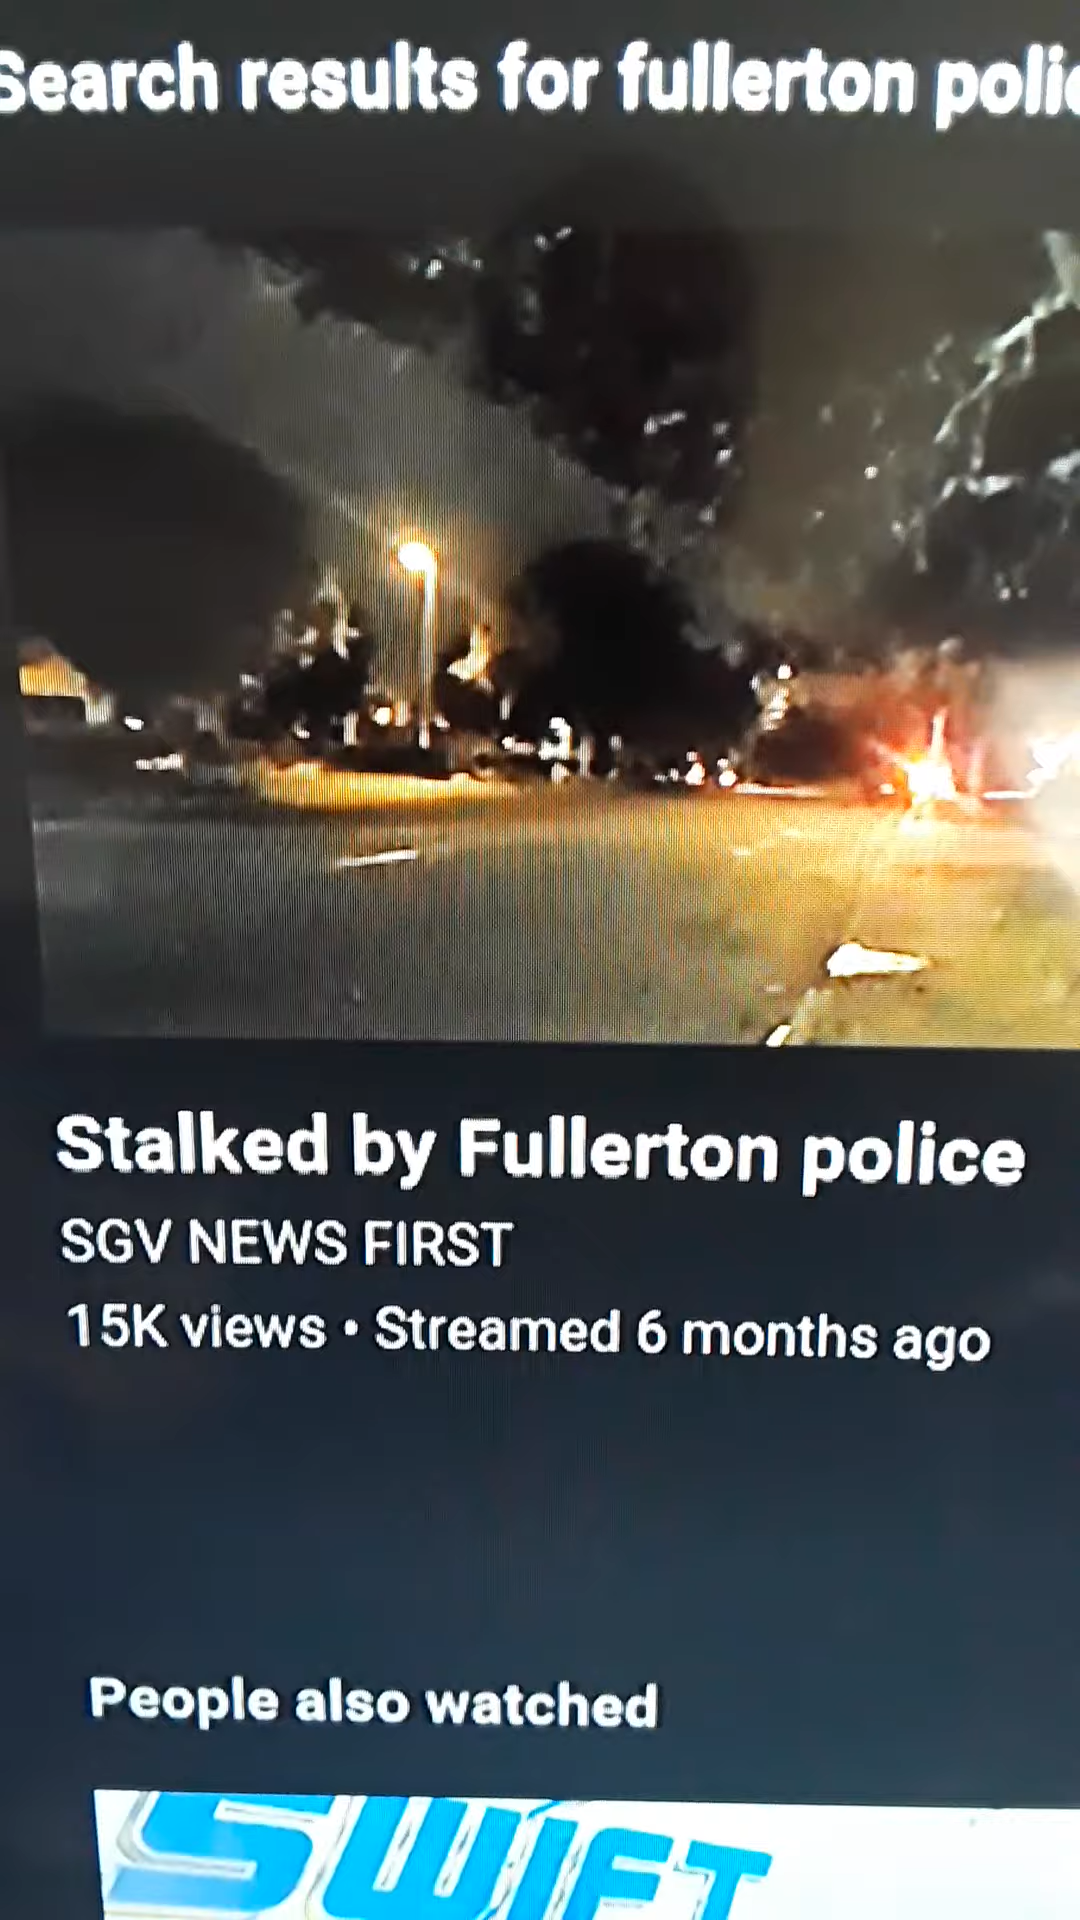 Search results for fullerton
Stalked by Fullerton police
SGV NEWS FIRST
15K views • Streamed 6 months ago
People also watched
SWIFT